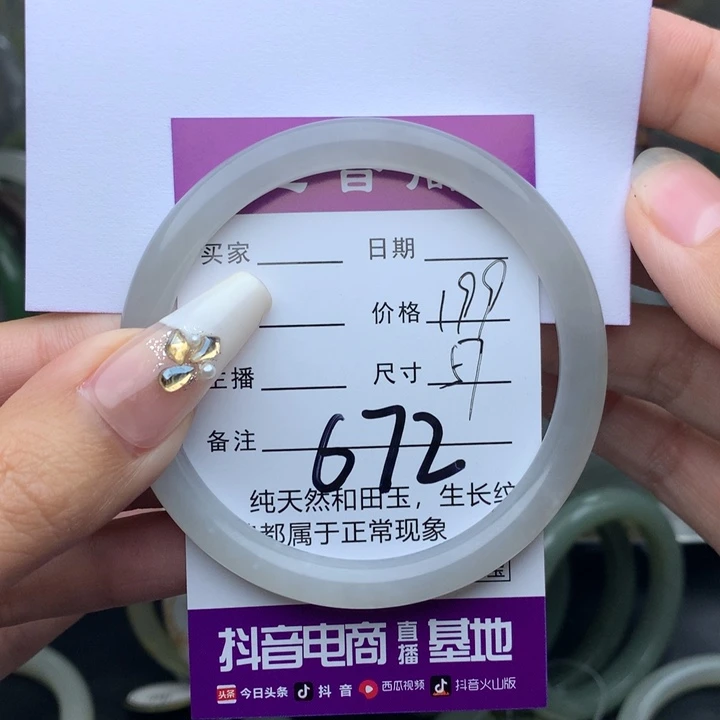 买家 日期
价格 199
主播 尺寸 57
备注 672
纯天然和田玉，生长纹
都属于正常现象
抖音电商 直播 基地
头条 今日头条 抖音 西瓜视频 抖音火山版